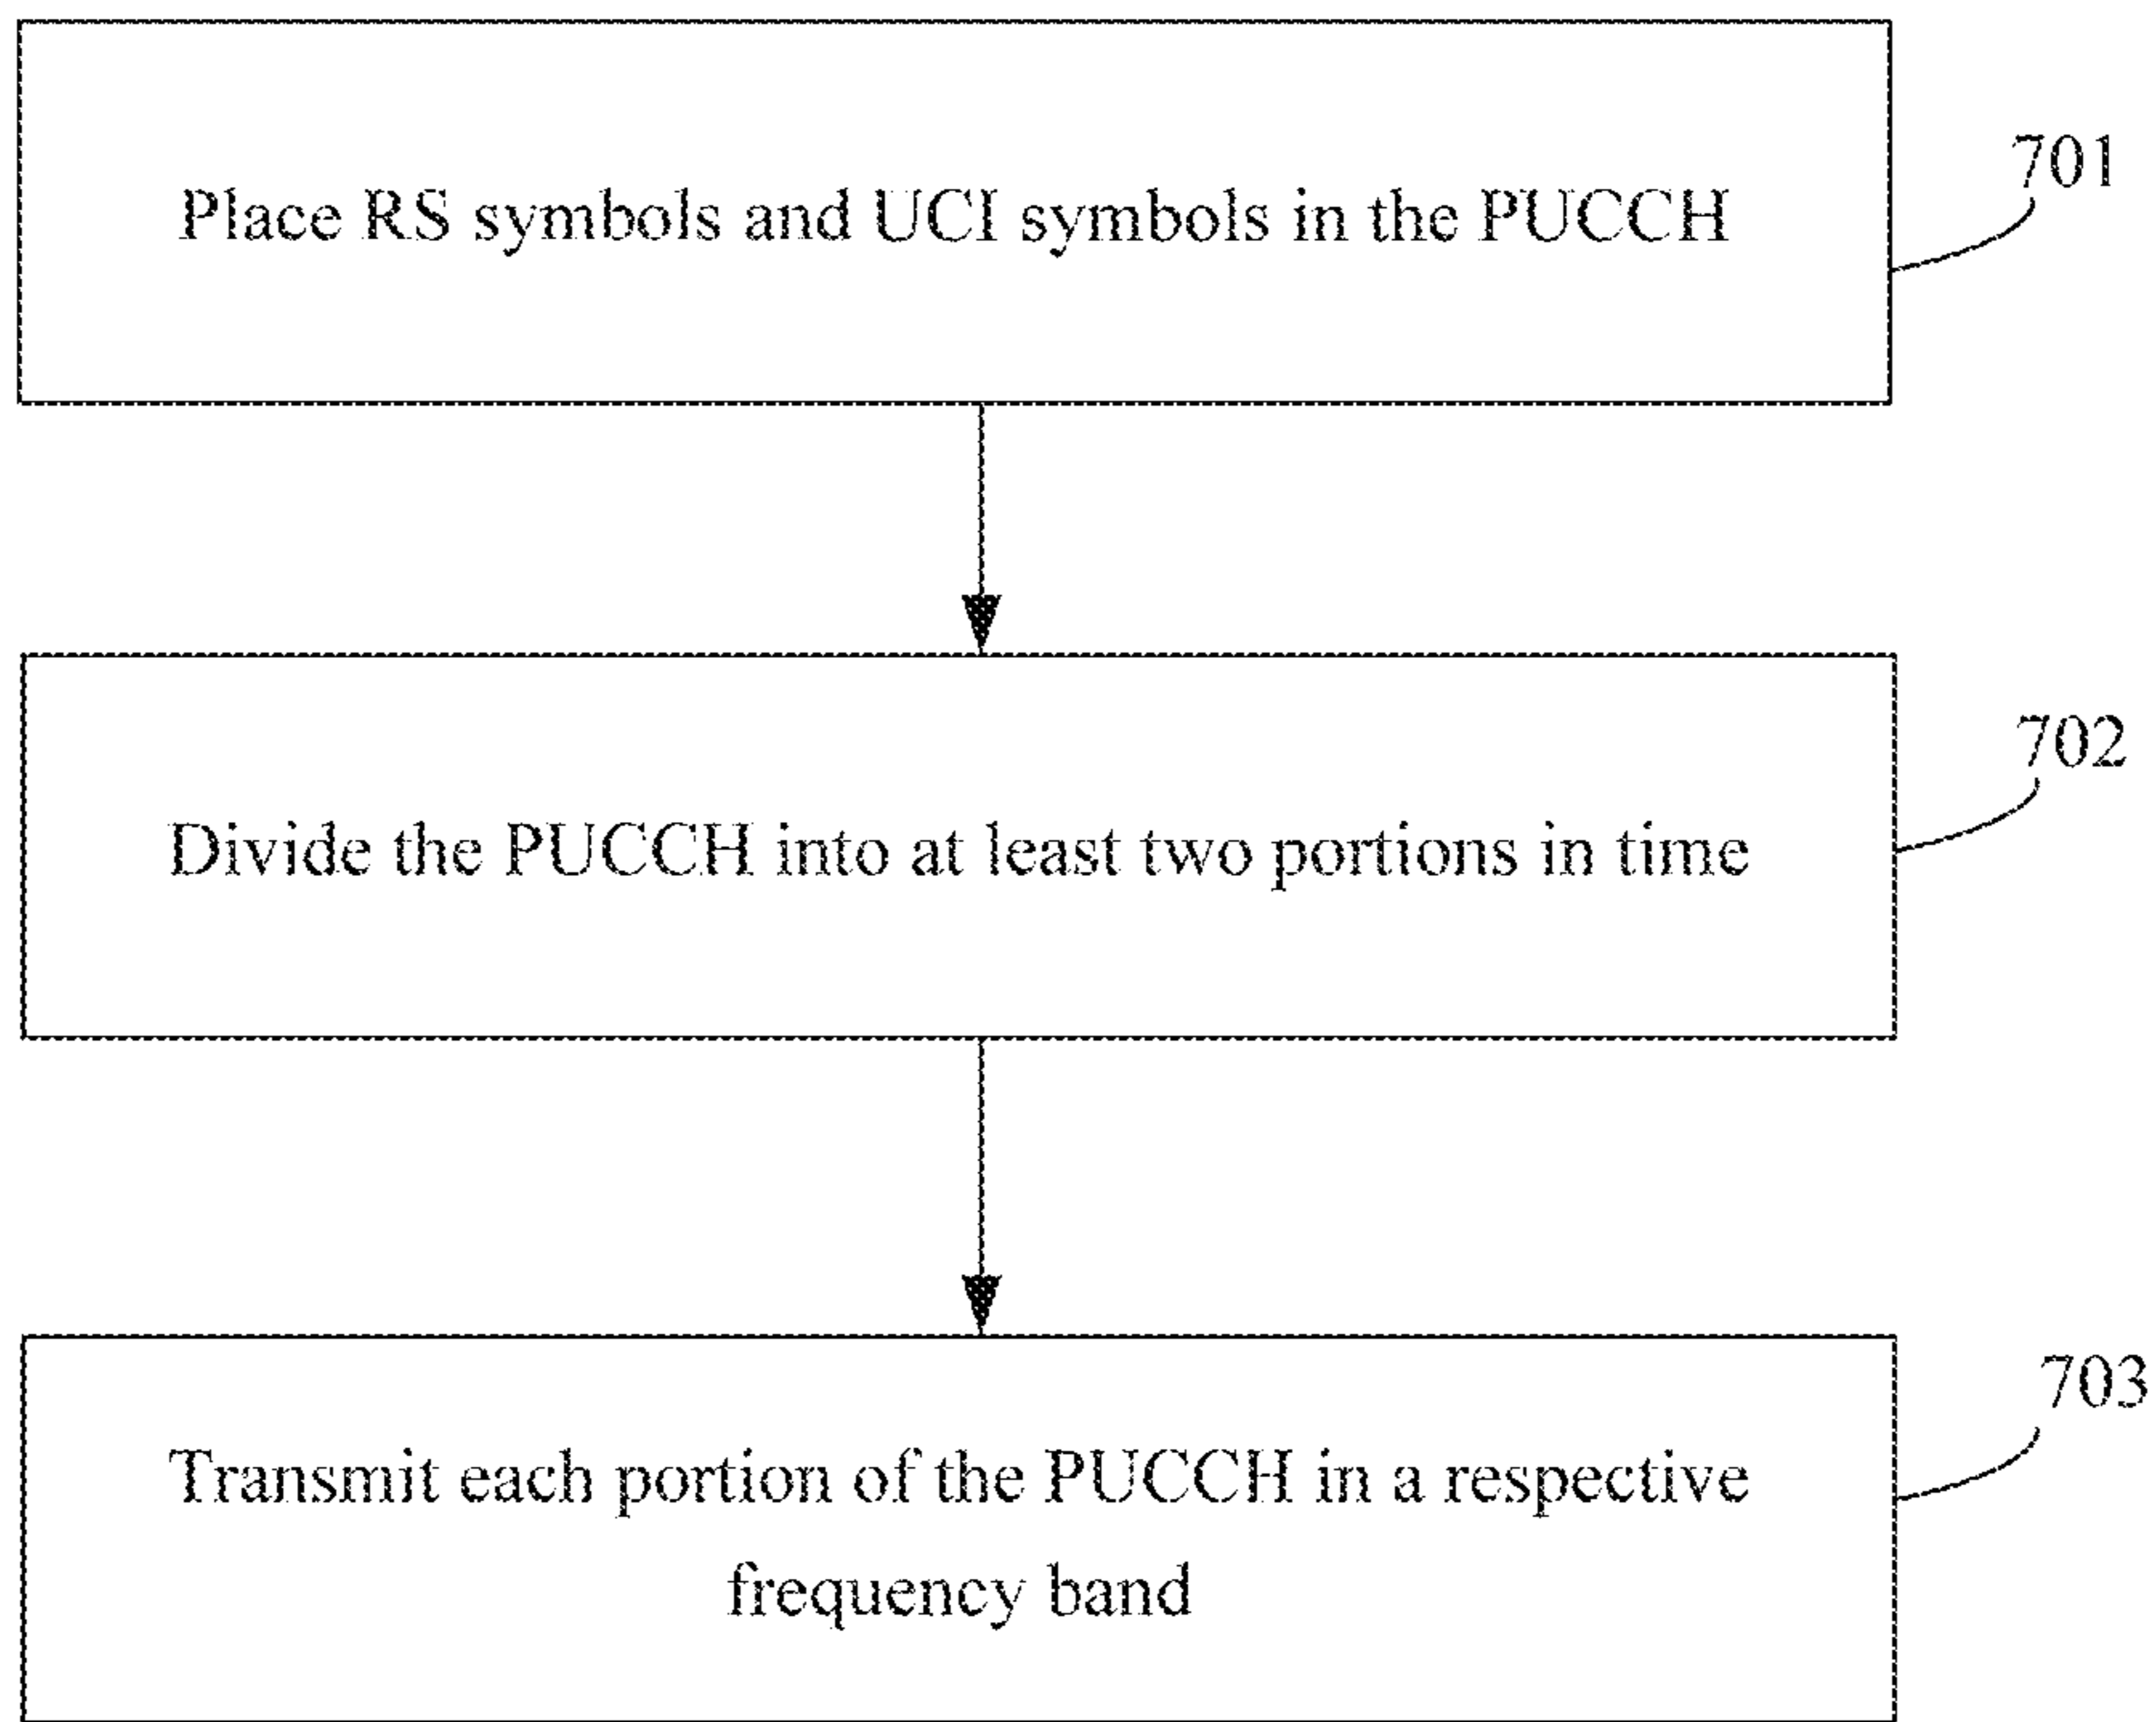 Place RS symbols and UCI symbols in the PUCCH
701
Divide the PUCCH into at least two portions in time
702
Transmit each portion of the PUCCH in a respective
frequency band
703